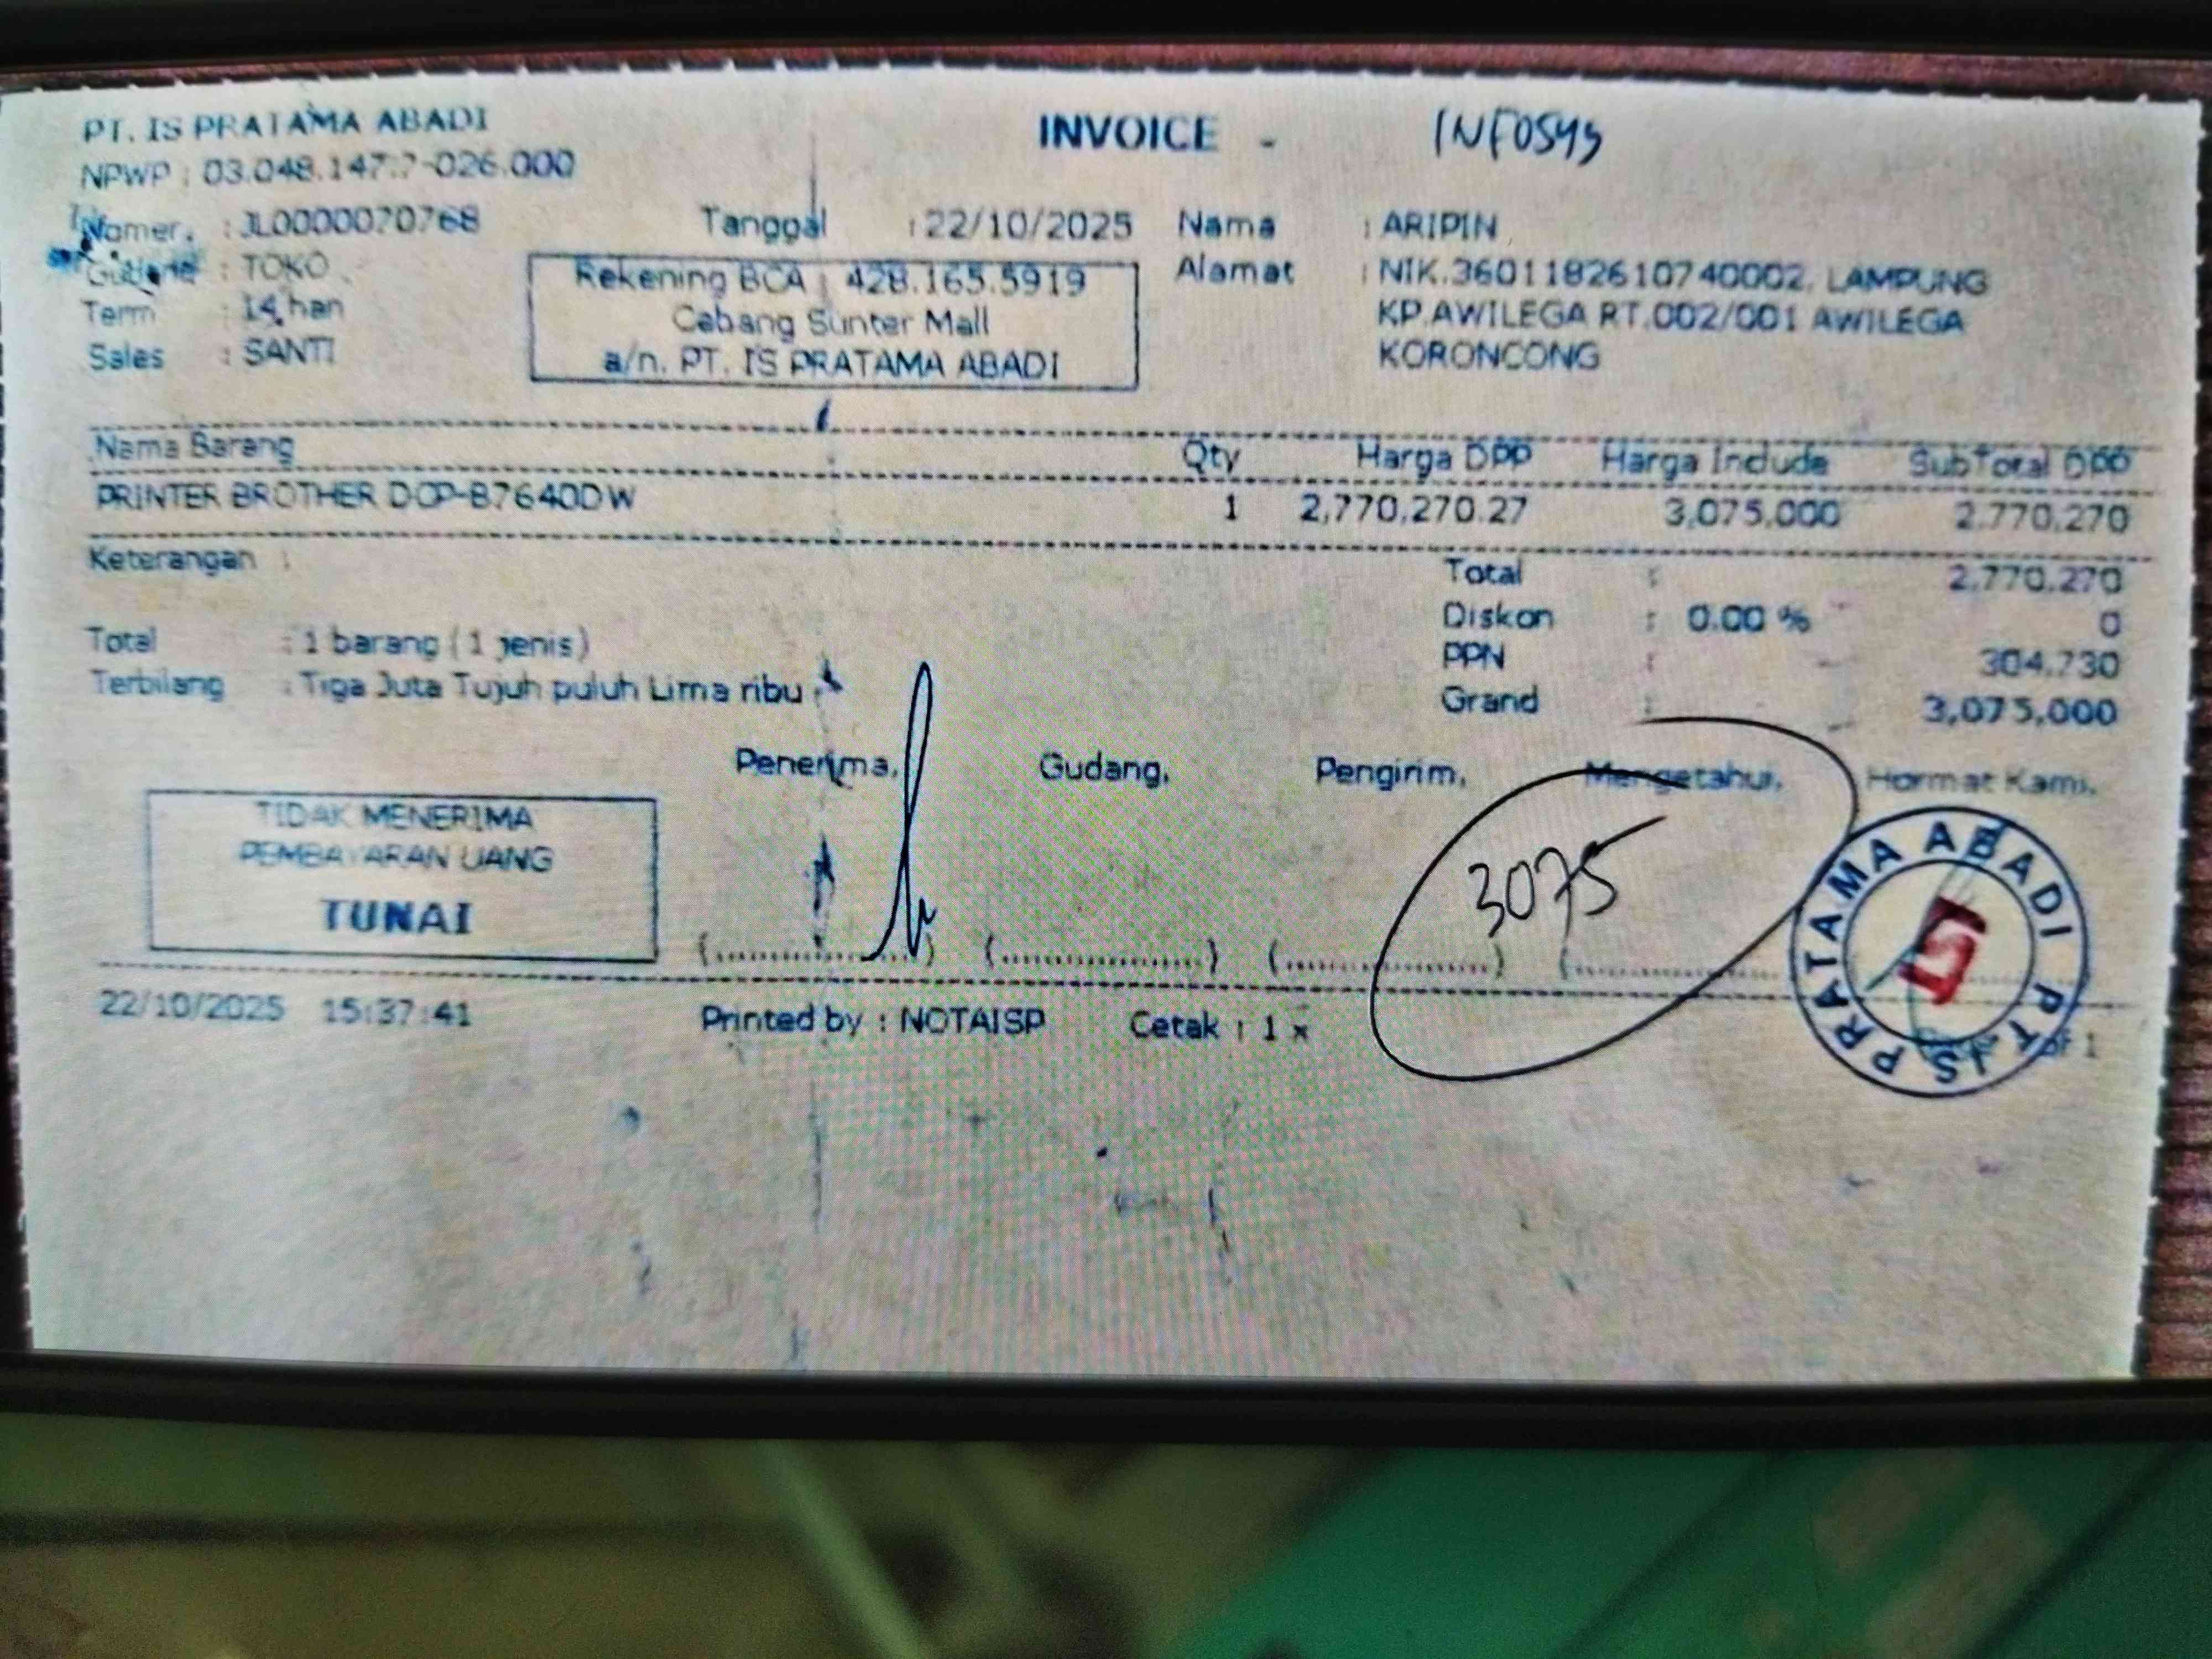 PT. IS PRATAMA ABADI
INVOICE - INFOSYS
NPWP : 03.048.147.7-026.000
Nomer. : JL0000070768
Tanggal : 22/10/2025
Nama : ARIPIN
Gudang : TOKO
Term : 14 hari
Sales : SANTI
Rekening BCA : 428.165.5919
Cabang Sunter Mall
a/n. PT. IS PRATAMA ABADI
Alamat : NIK.3601182610740002. LAMPUNG
KP.AWILEGA RT.002/001 AWILEGA
KORONCONG
Nama Barang Qty Harga DPP Harga Include SubTotal DPP
PRINTER BROTHER DCP-B7640DW 1 2,770,270.27 3,075,000 2.770.270
Keterangan :
Total : 2.770.270
Diskon : 0.00 % 0
PPN : 304.730
Grand : 3,075,000
Total : 1 barang ( 1 jenis )
Terbilang : Tiga Juta Tujuh puluh Lima ribu
Penerima, Gudang, Pengirim, Mengetahui, Hormat Kami,
TIDAK MENERIMA
PEMBAYARAN UANG
TUNAI
3075
(....................) (....................) (....................) (....................
PT. IS PRATAMA ABADI
22/10/2025 15:37:41 Printed by : NOTAISP Cetak : 1 x of 1